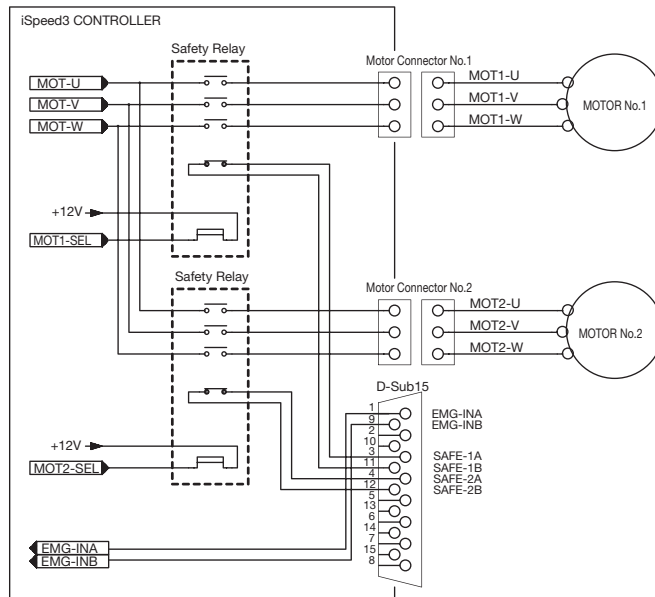 iSpeed3 CONTROLLER
Safety Relay
Motor Connector No.1
MOT-U
MOT1-U
MOT-V
MOT1-V
MOTOR No.1
MOT-W
MOT1-W
+12V
MOT1-SEL
Safety Relay
Motor Connector No.2
MOT2-U
MOT2-V
MOTOR No.2
MOT2-W
D-Sub15
1
EMG-INA
9
EMG-INB
2
10
3
SAFE-1A
11
SAFE-1B
4
SAFE-2A
12
SAFE-2B
5
13
6
14
7
15
8
+12V
MOT2-SEL
EMG-INA
EMG-INB